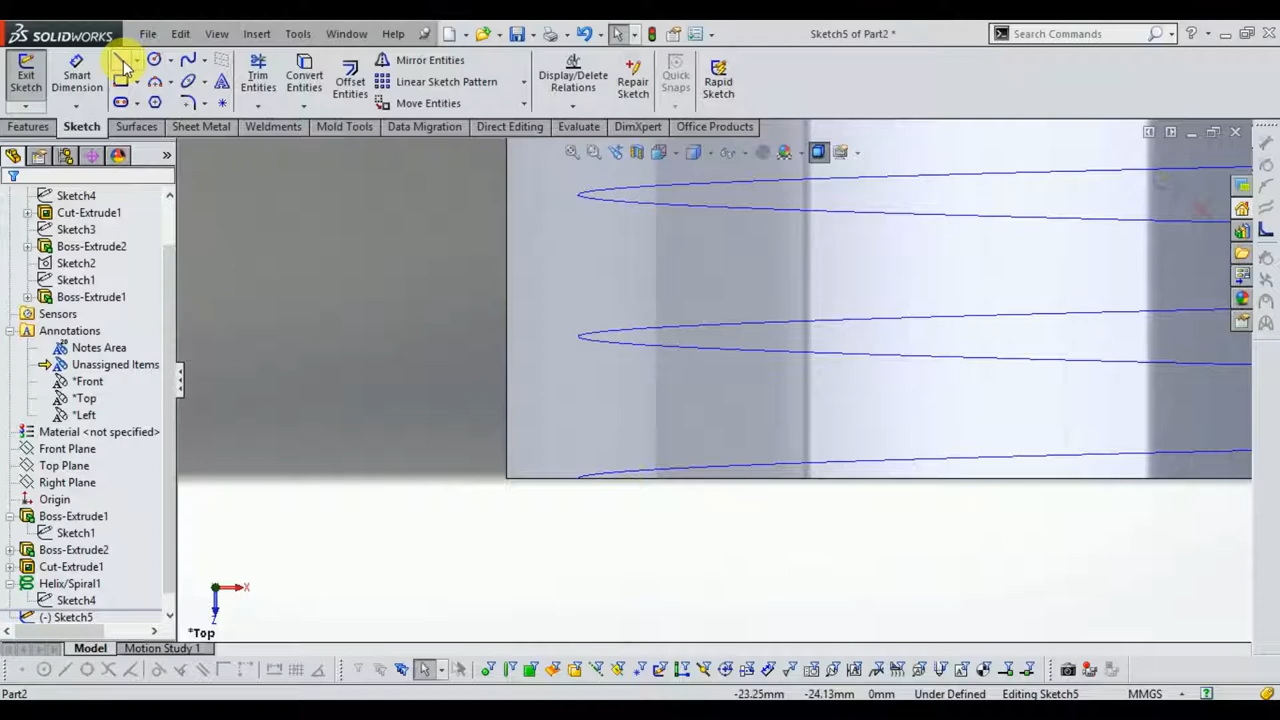 SOLIDWORKS
File
Edit
View
Insert
Tools
Window
Help
Sketch5 of Part2 *
Search Commands
Exit Sketch
Smart Dimension
Trim Entities
Convert Entities
Offset Entities
Mirror Entities
Linear Sketch Pattern
Move Entities
Display/Delete Relations
Repair Sketch
Quick Snaps
Rapid Sketch
Features
Sketch
Surfaces
Sheet Metal
Weldments
Mold Tools
Data Migration
Direct Editing
Evaluate
DimXpert
Office Products
Sketch4
Cut-Extrude1
Sketch3
Boss-Extrude2
Sketch2
Sketch1
Boss-Extrude1
Sensors
Annotations
Notes Area
Unassigned Items
*Front
*Top
*Left
Material <not specified>
Front Plane
Top Plane
Right Plane
Origin
Boss-Extrude1
Sketch1
Boss-Extrude2
Cut-Extrude1
Helix/Spiral1
Sketch4
(-) Sketch5
X
Z
*Top
Model
Motion Study 1
Part2
-23.25mm
-24.13mm
0mm
Under Defined
Editing Sketch5
MMGS